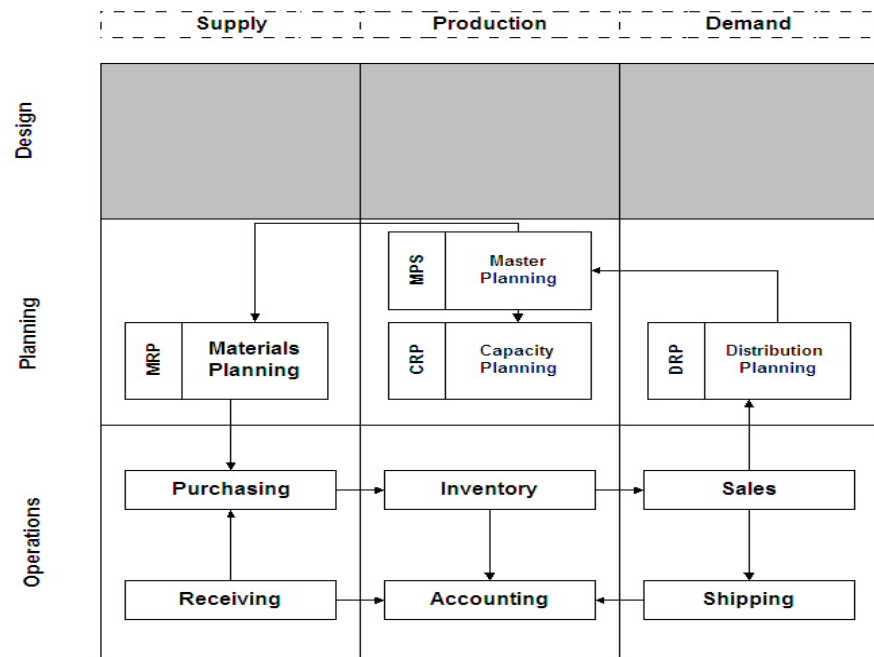 Supply
Production
Demand
Design
Planning
MPS
Master
Planning
MRP
Materials
Planning
CRP
Capacity
Planning
DRP
Distribution
Planning
Operations
Purchasing
Inventory
Sales
Receiving
Accounting
Shipping